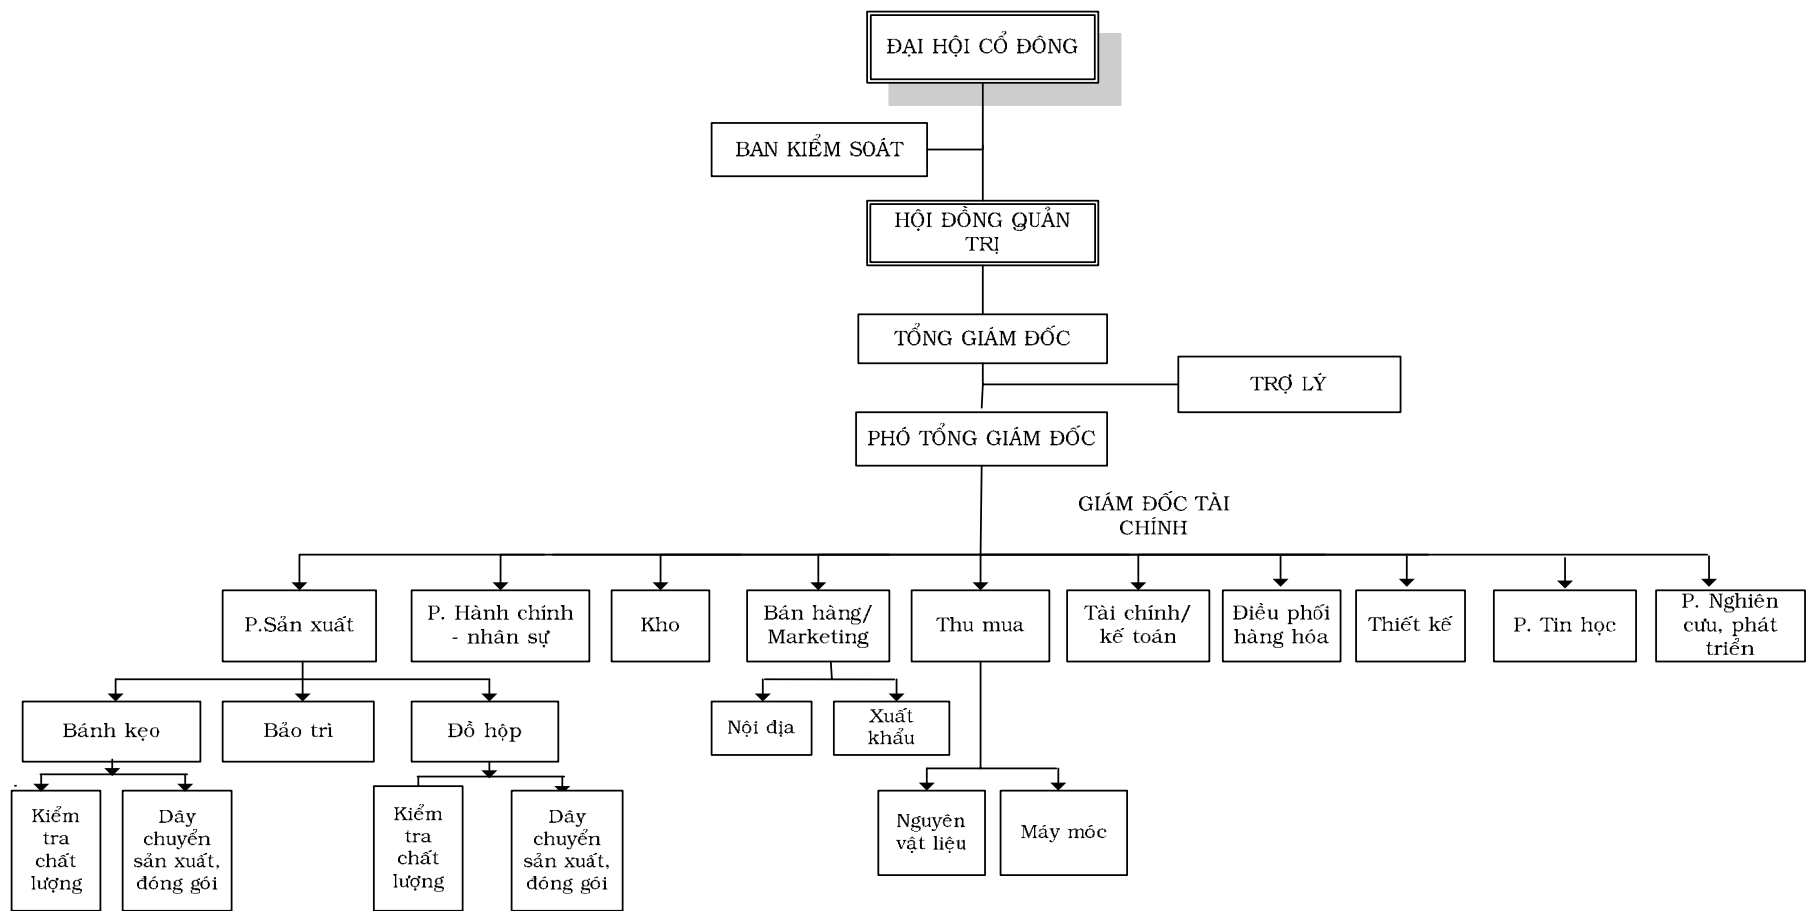 ĐẠI HỘI CỔ ĐÔNG
BAN KIỂM SOÁT
HỘI ĐỒNG QUẢN
TRỊ
TỔNG GIÁM ĐỐC
TRỢ LÝ
PHÓ TỔNG GIÁM ĐỐC
GIÁM ĐỐC TÀI
CHÍNH
P.Sản xuất
P. Hành chính
- nhân sự
Kho
Bán hàng/
Marketing
Thu mua
Tài chính/
kế toán
Điều phối
hàng hóa
Thiết kế
P. Tin học
P. Nghiên
cưu, phát
triển
Bánh kẹo
Bảo trì
Đồ hộp
Nội địa
Xuất
khẩu
Kiểm
tra
chất
lượng
Dây
chuyển
sản xuất,
đóng gói
Kiểm
tra
chất
lượng
Dây
chuyển
sản xuất,
đóng gói
Nguyên
vật liệu
Máy móc